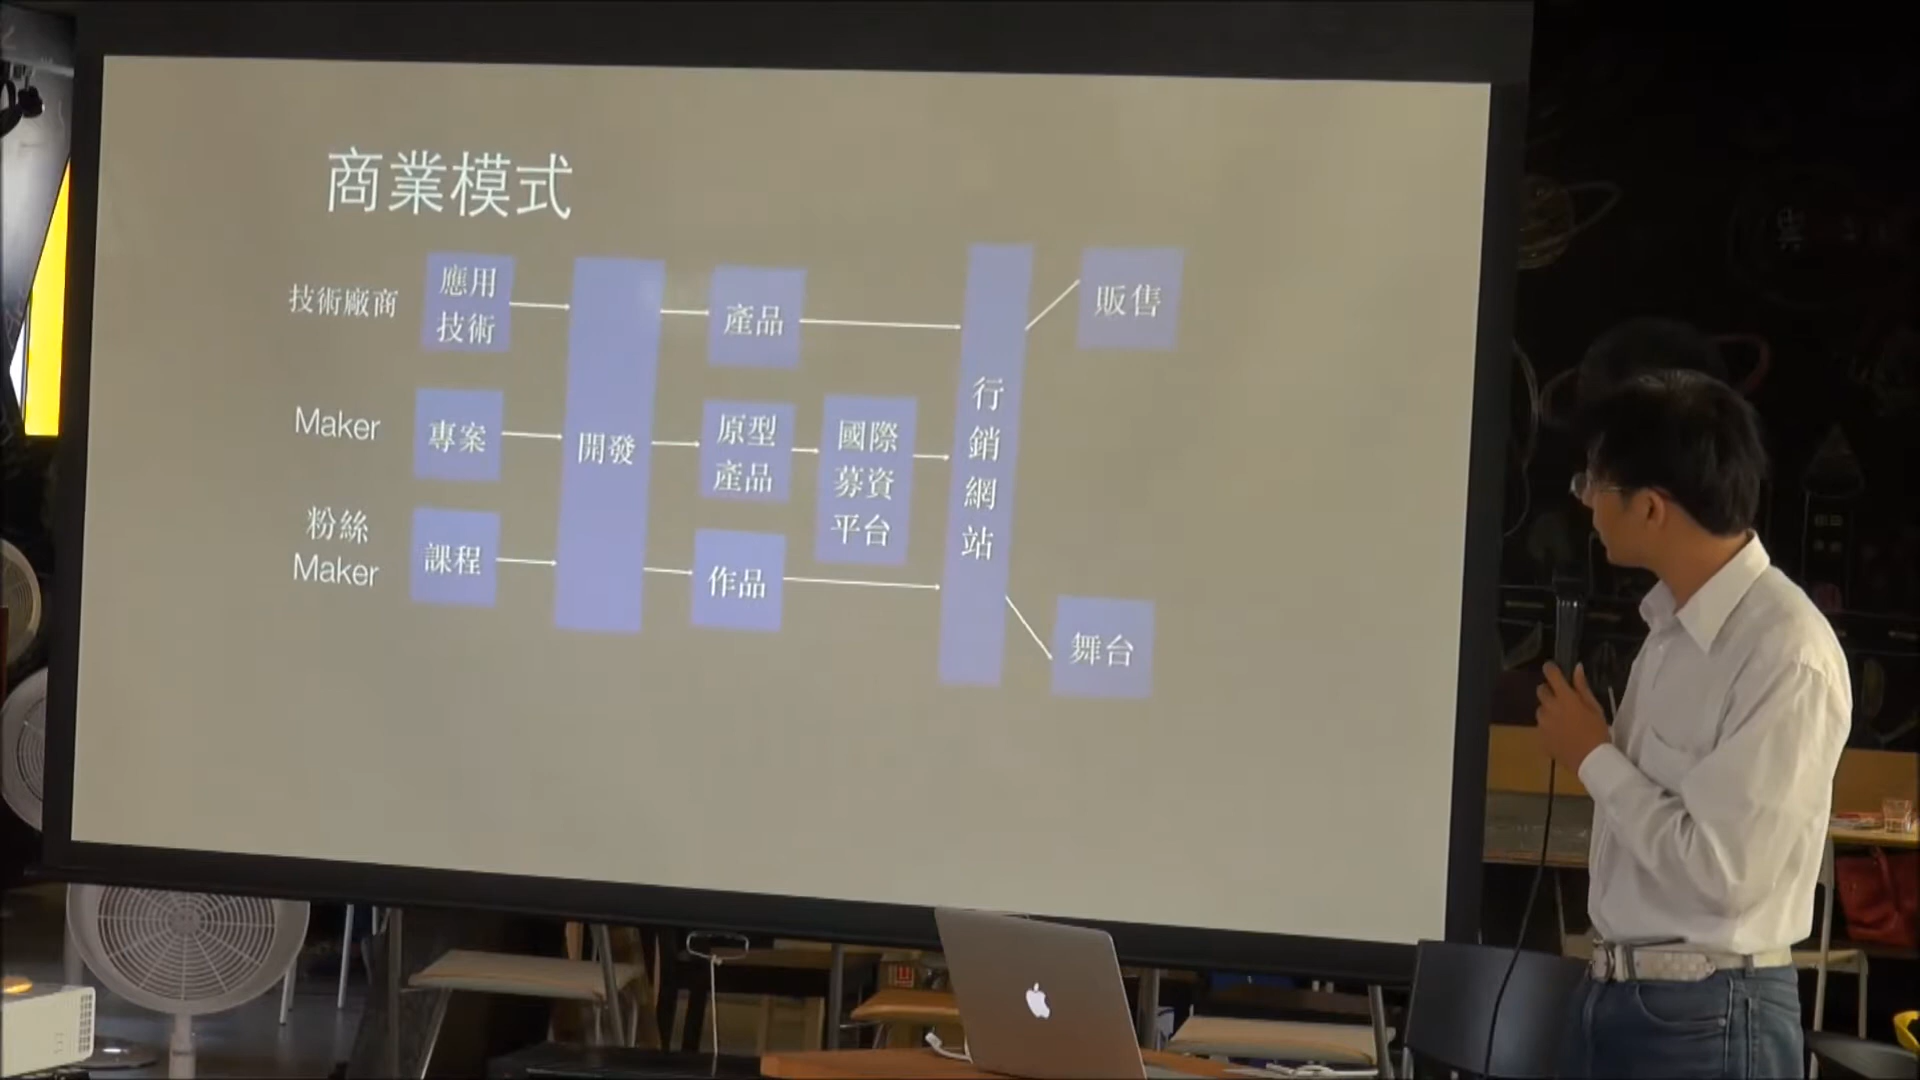 商業模式
技術廠商
應用
技術
產品
販售
Maker
專案
開發
原型
產品
國際
募資
平台
行
銷
網
站
粉絲
Maker
課程
作品
舞台